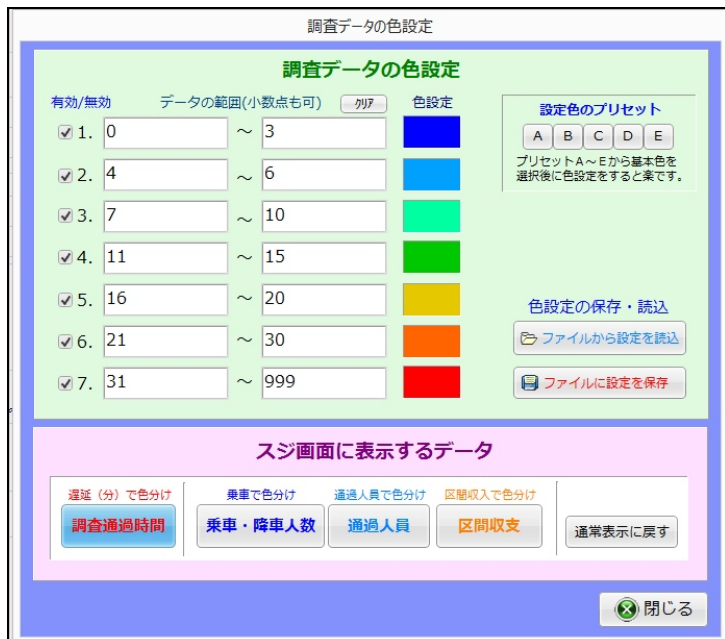 調査データの色設定
調査データの色設定
有効/無効 データの範囲(小数点も可) クリア 色設定
1. 0 ～ 3
2. 4 ～ 6
3. 7 ～ 10
4. 11 ～ 15
5. 16 ～ 20
6. 21 ～ 30
7. 31 ～ 999
設定色のプリセット
A B C D E
プリセットA～Eから基本色を
選択後に色設定をすると楽です。
色設定の保存・読込
ファイルから設定を読込
ファイルに設定を保存
スジ画面に表示するデータ
遅延（分）で色分け 乗車で色分け 通過人員で色分け 区間収入で色分け
調査通過時間 乗車・降車人数 通過人員 区間収支 通常表示に戻す
閉じる